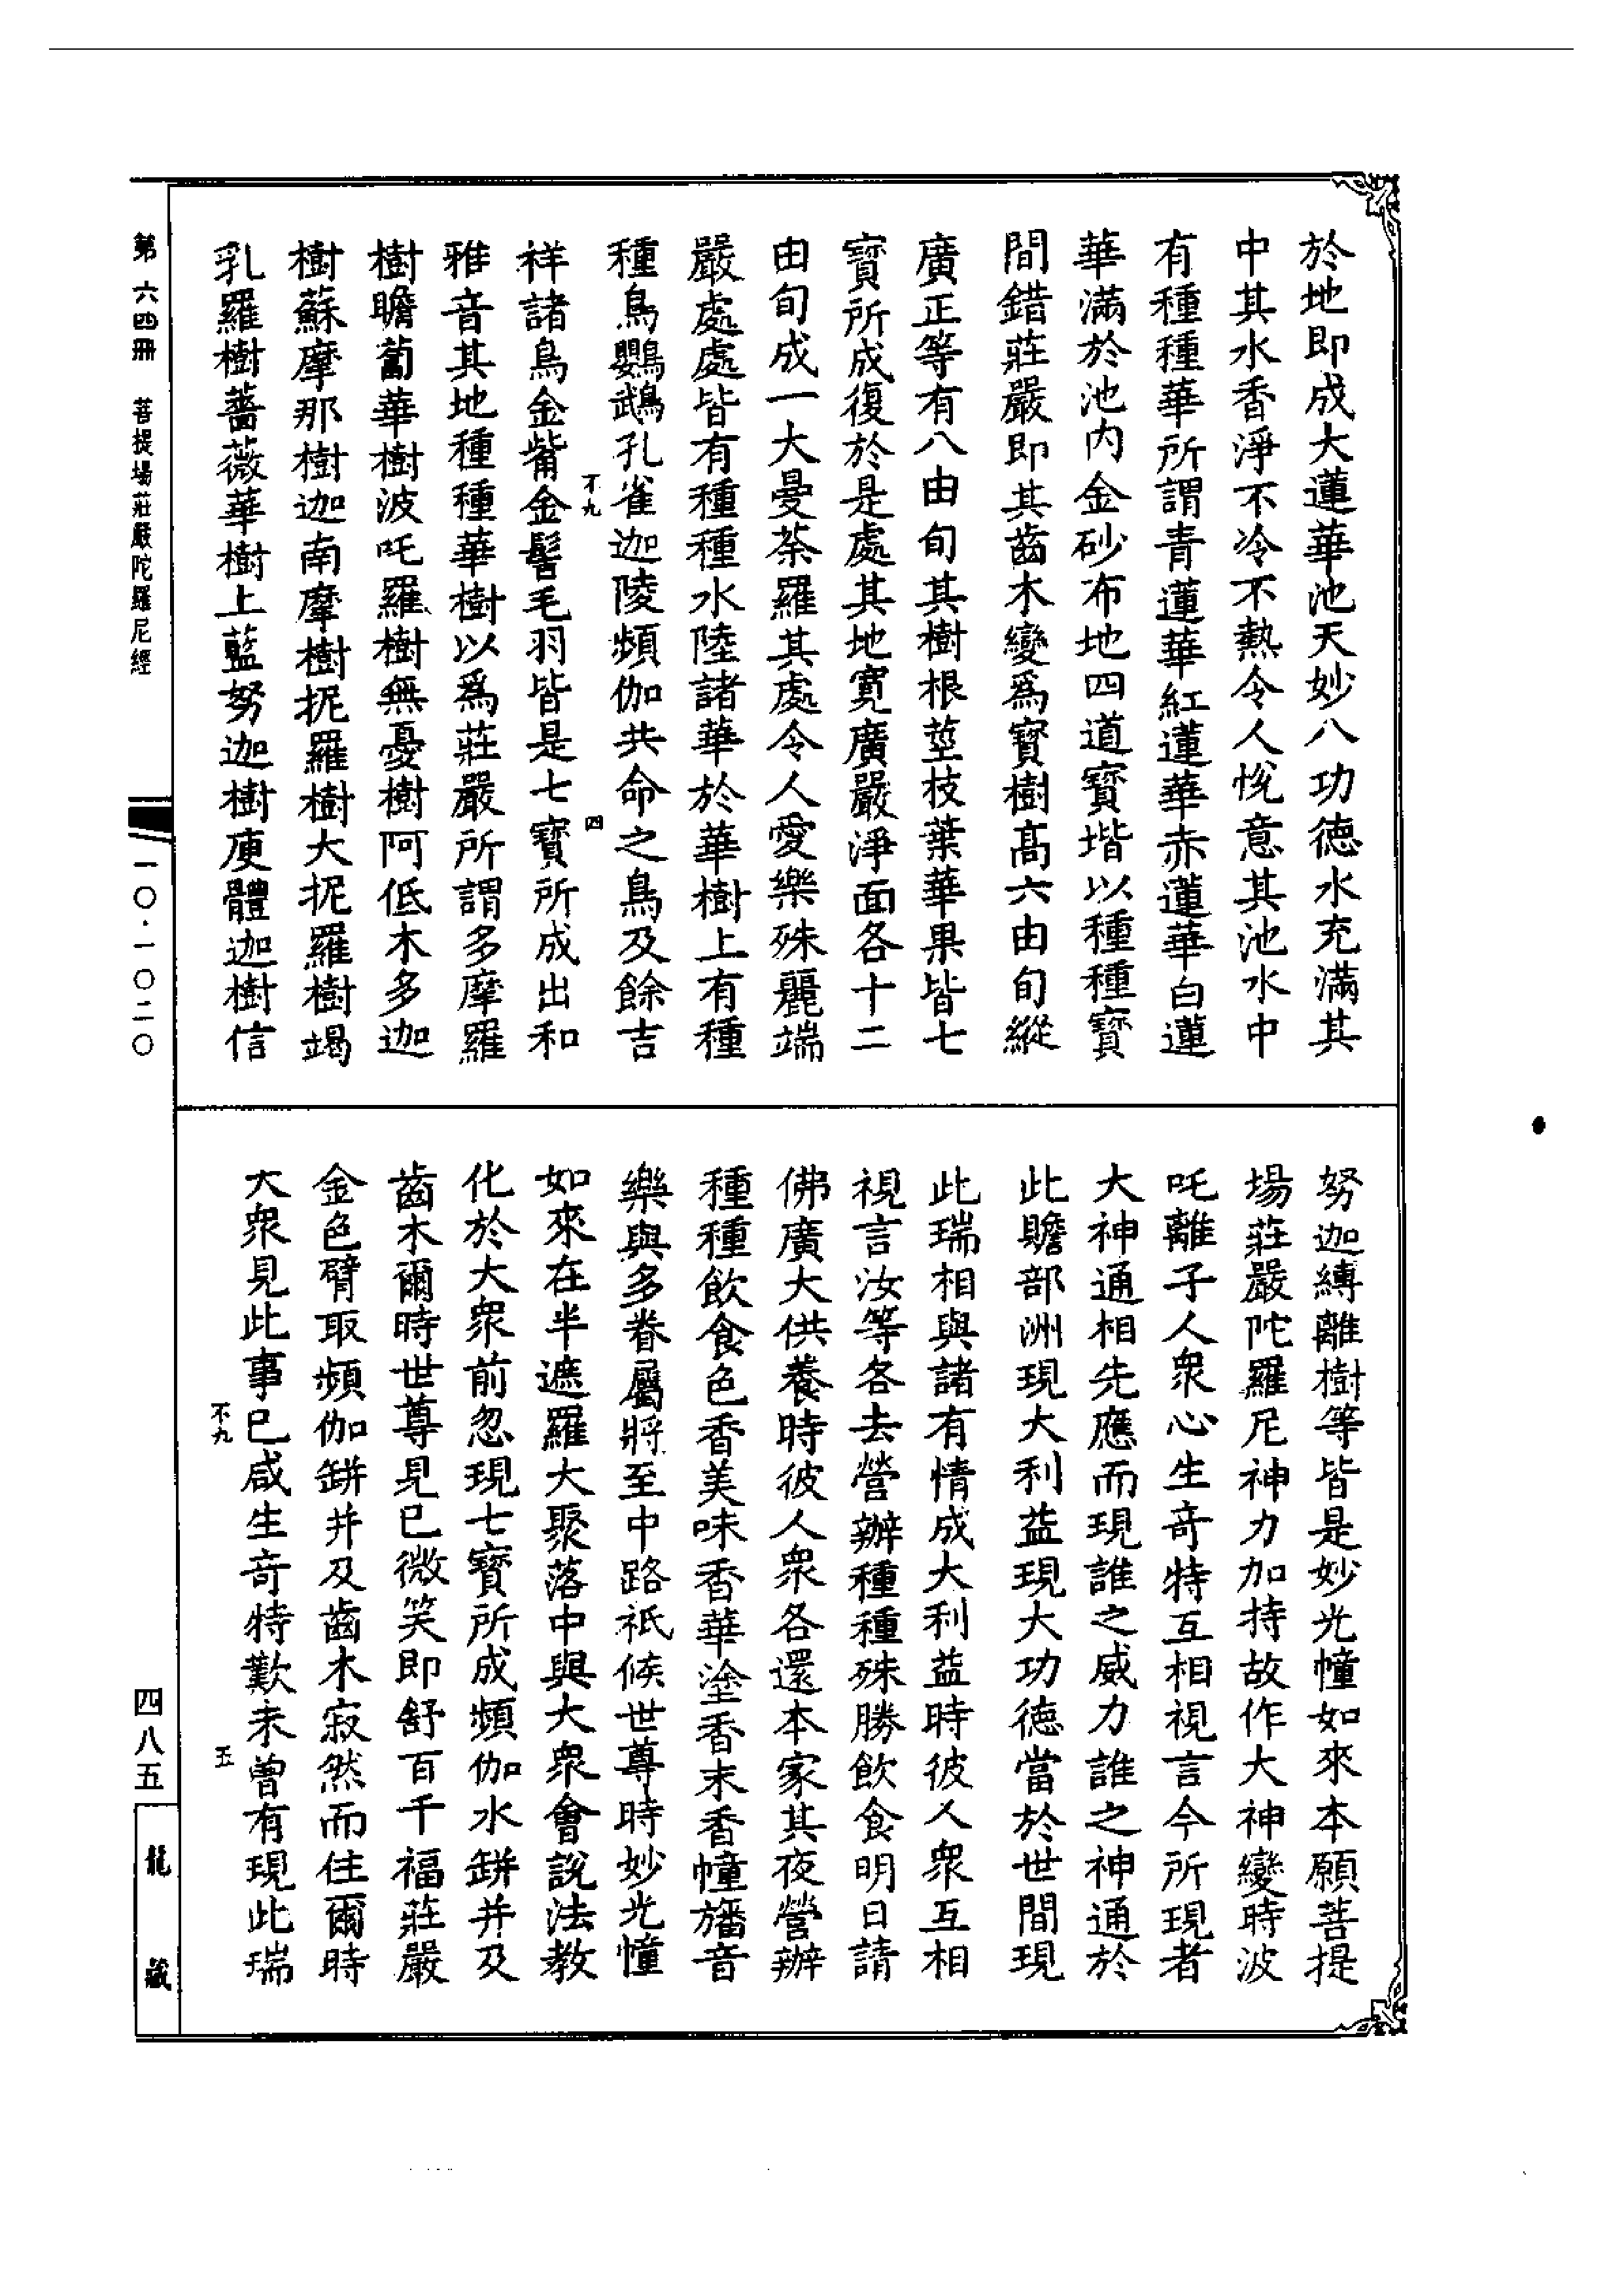 於地即成大蓮華池天妙八功德水充滿其
中其水香淨不冷不熱令人悅意其池水中
有種種華所謂青蓮華紅蓮華赤蓮華白蓮
華滿於池內金砂布地四道寶堦以種種寶
間錯莊嚴即其齒木變為寶樹高六由旬縱
廣正等有八由旬其樹根莖枝葉華果皆七
寶所成復於是處其地寬廣嚴淨面各十二
由旬成一大曼荼羅其處令人愛樂殊麗端
嚴處處皆有種種水陸諸華於華樹上有種
種鳥鸚鵡孔雀迦陵頻伽共命之鳥及餘吉
不九
四
祥諸鳥金觜金髻毛羽皆是七寶所成出和
雅音其地種種華樹以為莊嚴所謂多摩羅
樹瞻蔔華樹波吒羅樹無憂樹阿低木多迦
樹蘇摩那樹迦南摩樹抳羅樹大抳羅樹竭
乳羅樹薔薇華樹上藍努迦樹庾體迦樹信
努迦縛離樹等皆是妙光幢如來本願菩提
場莊嚴陀羅尼神力加持故作大神變時波
吒離子人眾心生奇特互相視言今所現者
大神通相先應而現誰之威力誰之神通於
此贍部洲現大利益現大功德當於世間現
此瑞相與諸有情成大利益時彼人眾互相
視言汝等各去營辦種種殊勝飲食明日請
佛廣大供養時彼人眾各還本家其夜營辦
種種飲食色香美味香華塗香末香幢旛音
樂與多眷屬將至中路祇候世尊時妙光幢
如來在半遮羅大聚落中與大眾會說法教
化於大眾前忽現七寶所成頻伽水缾并及
齒木爾時世尊見已微笑即舒百千福莊嚴
金色臂取頻伽缾并及齒木寂然而住爾時
大眾見此事已咸生奇特歎未曾有現此瑞
不九
五
第六四冊 菩提場莊嚴陀羅尼經
一〇·一〇二〇
四八五
龍藏